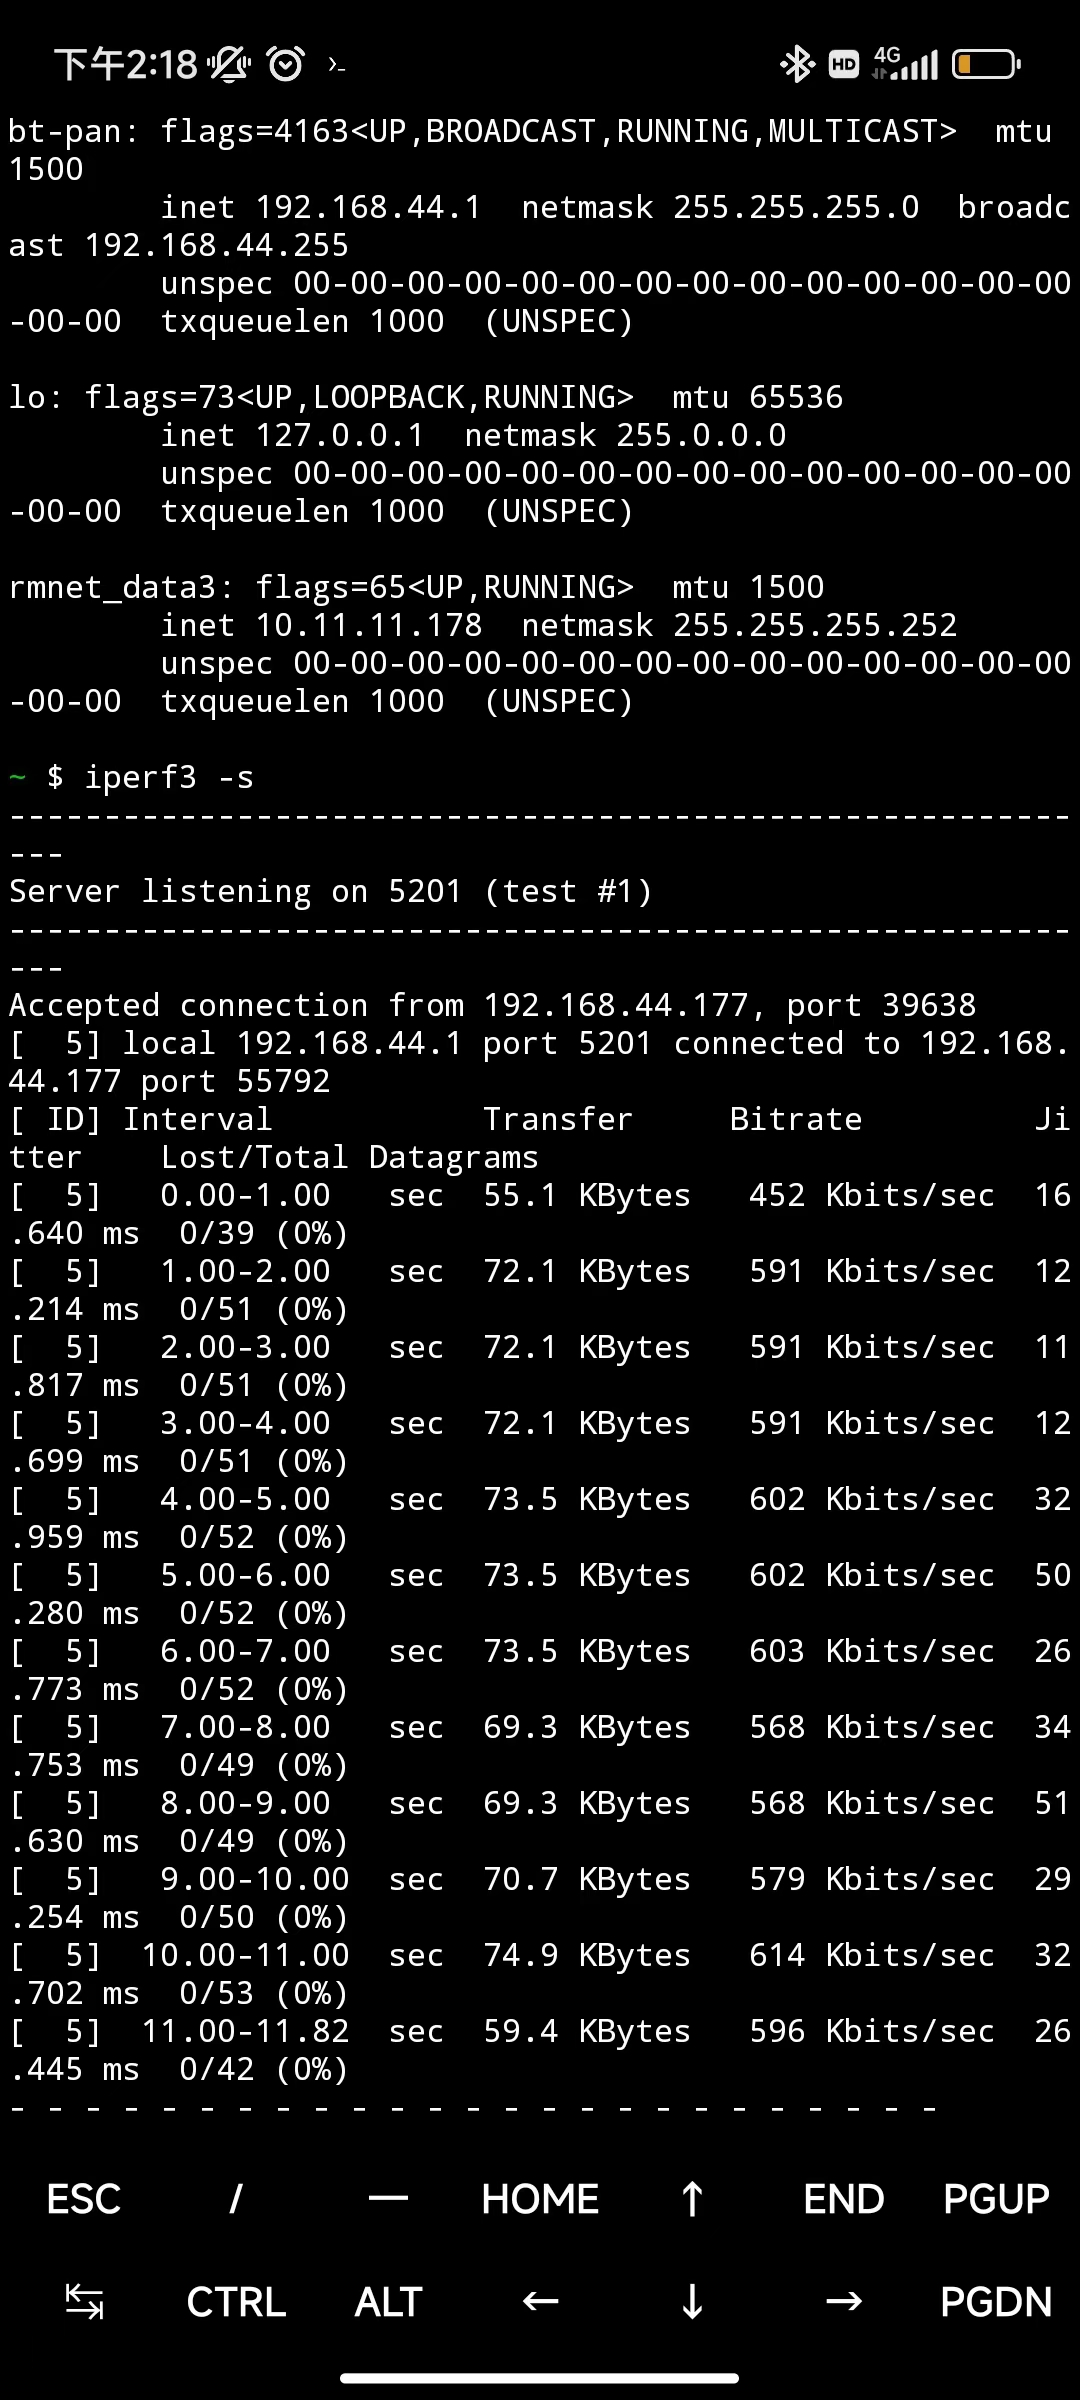 下午2:18 HD 4G
bt-pan: flags=4163<UP,BROADCAST,RUNNING,MULTICAST>  mtu
1500
        inet 192.168.44.1  netmask 255.255.255.0  broadc
ast 192.168.44.255
        unspec 00-00-00-00-00-00-00-00-00-00-00-00-00-00
-00-00  txqueuelen 1000  (UNSPEC)

lo: flags=73<UP,LOOPBACK,RUNNING>  mtu 65536
        inet 127.0.0.1  netmask 255.0.0.0
        unspec 00-00-00-00-00-00-00-00-00-00-00-00-00-00
-00-00  txqueuelen 1000  (UNSPEC)

rmnet_data3: flags=65<UP,RUNNING>  mtu 1500
        inet 10.11.11.178  netmask 255.255.255.252
        unspec 00-00-00-00-00-00-00-00-00-00-00-00-00-00
-00-00  txqueuelen 1000  (UNSPEC)

~ $ iperf3 -s
--------------------------------------------------------
---
Server listening on 5201 (test #1)
--------------------------------------------------------
---
Accepted connection from 192.168.44.177, port 39638
[  5] local 192.168.44.1 port 5201 connected to 192.168.
44.177 port 55792
[ ID] Interval           Transfer     Bitrate         Ji
tter    Lost/Total Datagrams
[  5]   0.00-1.00   sec  55.1 KBytes   452 Kbits/sec  16
.640 ms  0/39 (0%)
[  5]   1.00-2.00   sec  72.1 KBytes   591 Kbits/sec  12
.214 ms  0/51 (0%)
[  5]   2.00-3.00   sec  72.1 KBytes   591 Kbits/sec  11
.817 ms  0/51 (0%)
[  5]   3.00-4.00   sec  72.1 KBytes   591 Kbits/sec  12
.699 ms  0/51 (0%)
[  5]   4.00-5.00   sec  73.5 KBytes   602 Kbits/sec  32
.959 ms  0/52 (0%)
[  5]   5.00-6.00   sec  73.5 KBytes   602 Kbits/sec  50
.280 ms  0/52 (0%)
[  5]   6.00-7.00   sec  73.5 KBytes   603 Kbits/sec  26
.773 ms  0/52 (0%)
[  5]   7.00-8.00   sec  69.3 KBytes   568 Kbits/sec  34
.753 ms  0/49 (0%)
[  5]   8.00-9.00   sec  69.3 KBytes   568 Kbits/sec  51
.630 ms  0/49 (0%)
[  5]   9.00-10.00  sec  70.7 KBytes   579 Kbits/sec  29
.254 ms  0/50 (0%)
[  5]  10.00-11.00  sec  74.9 KBytes   614 Kbits/sec  32
.702 ms  0/53 (0%)
[  5]  11.00-11.82  sec  59.4 KBytes   596 Kbits/sec  26
.445 ms  0/42 (0%)
- - - - - - - - - - - - - - - - - - - - - - - - -
ESC / — HOME ↑ END PGUP
↹ CTRL ALT ← ↓ → PGDN